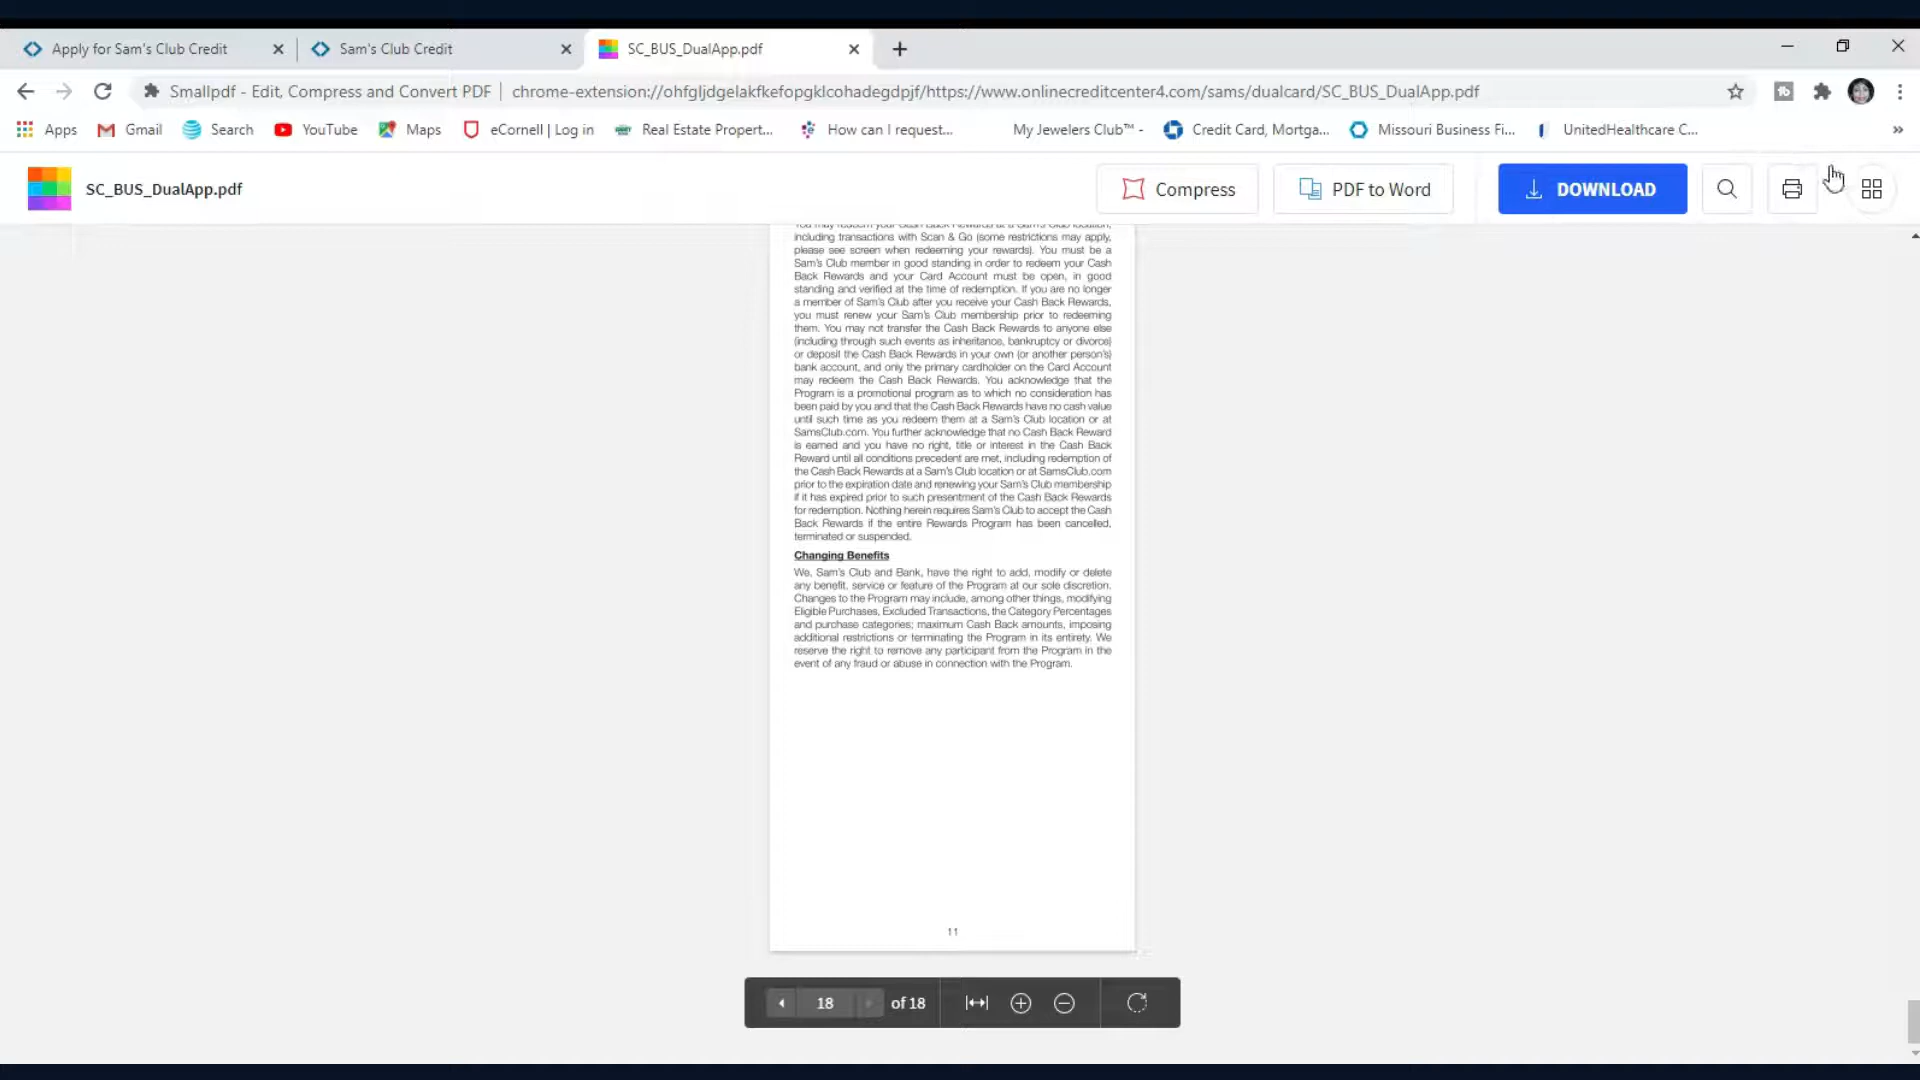 Apply for Sam's Club Credit
Sam's Club Credit
SC_BUS_DualApp.pdf
Smallpdf - Edit, Compress and Convert PDF | chrome-extension://ohfgljdgelakfkefopgklcohadegdpjf/https://www.onlinecreditcenter4.com/sams/dualcard/SC_BUS_DualApp.pdf
Apps
Gmail
Search
YouTube
Maps
eCornell | Log in
Real Estate Propert...
How can I request...
My Jewelers Club™ -
Credit Card, Mortga...
Missouri Business Fi...
UnitedHealthcare C...
»
SC_BUS_DualApp.pdf
Compress
PDF to Word
DOWNLOAD
You may redeem your Cash Back Rewards at a Sam's Club location,
including transactions with Scan & Go (some restrictions may apply,
please see screen when redeeming your rewards). You must be a
Sam's Club member in good standing in order to redeem your Cash
Back Rewards and your Card Account must be open, in good
standing and verified at the time of redemption. If you are no longer
a member of Sam's Club after you receive your Cash Back Rewards,
you must renew your Sam's Club membership prior to redeeming
them. You may not transfer the Cash Back Rewards to anyone else
(including through such events as inheritance, bankruptcy or divorce)
or deposit the Cash Back Rewards in your own (or another person's)
bank account, and only the primary cardholder on the Card Account
may redeem the Cash Back Rewards. You acknowledge that the
Program is a promotional program as to which no consideration has
been paid by you and that the Cash Back Rewards have no cash value
until such time as you redeem them at a Sam's Club location or at
SamsClub.com. You further acknowledge that no Cash Back Reward
is earned and you have no right, title or interest in the Cash Back
Reward until all conditions precedent are met, including redemption of
the Cash Back Rewards at a Sam's Club location or at SamsClub.com
prior to the expiration date and renewing your Sam's Club membership
if it has expired prior to such presentment of the Cash Back Rewards
for redemption. Nothing herein requires Sam's Club to accept the Cash
Back Rewards if the entire Rewards Program has been cancelled,
terminated or suspended.
Changing Benefits
We, Sam's Club and Bank, have the right to add, modify or delete
any benefit, service or feature of the Program at our sole discretion.
Changes to the Program may include, among other things, modifying
Eligible Purchases, Excluded Transactions, the Category Percentages
and purchase categories; maximum Cash Back amounts, imposing
additional restrictions or terminating the Program in its entirety. We
reserve the right to remove any participant from the Program in the
event of any fraud or abuse in connection with the Program.
11
18 of 18